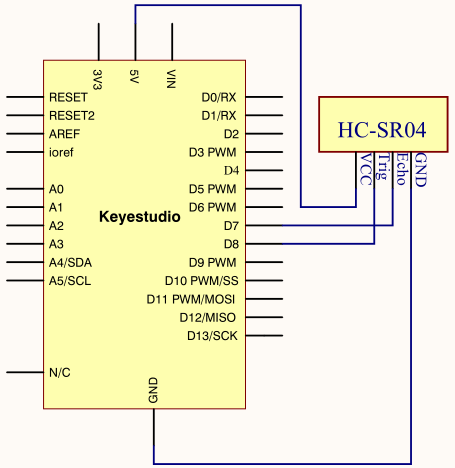 3V3
5V
VIN
RESET
RESET2
AREF
ioref
A0
A1
A2
A3
A4/SDA
A5/SCL
N/C
Keyestudio
D0/RX
D1/RX
D2
D3 PWM
D4
D5 PWM
D6 PWM
D7
D8
D9 PWM
D10 PWM/SS
D11 PWM/MOSI
D12/MISO
D13/SCK
GND
HC-SR04
VCC
Trig
Echo
GND